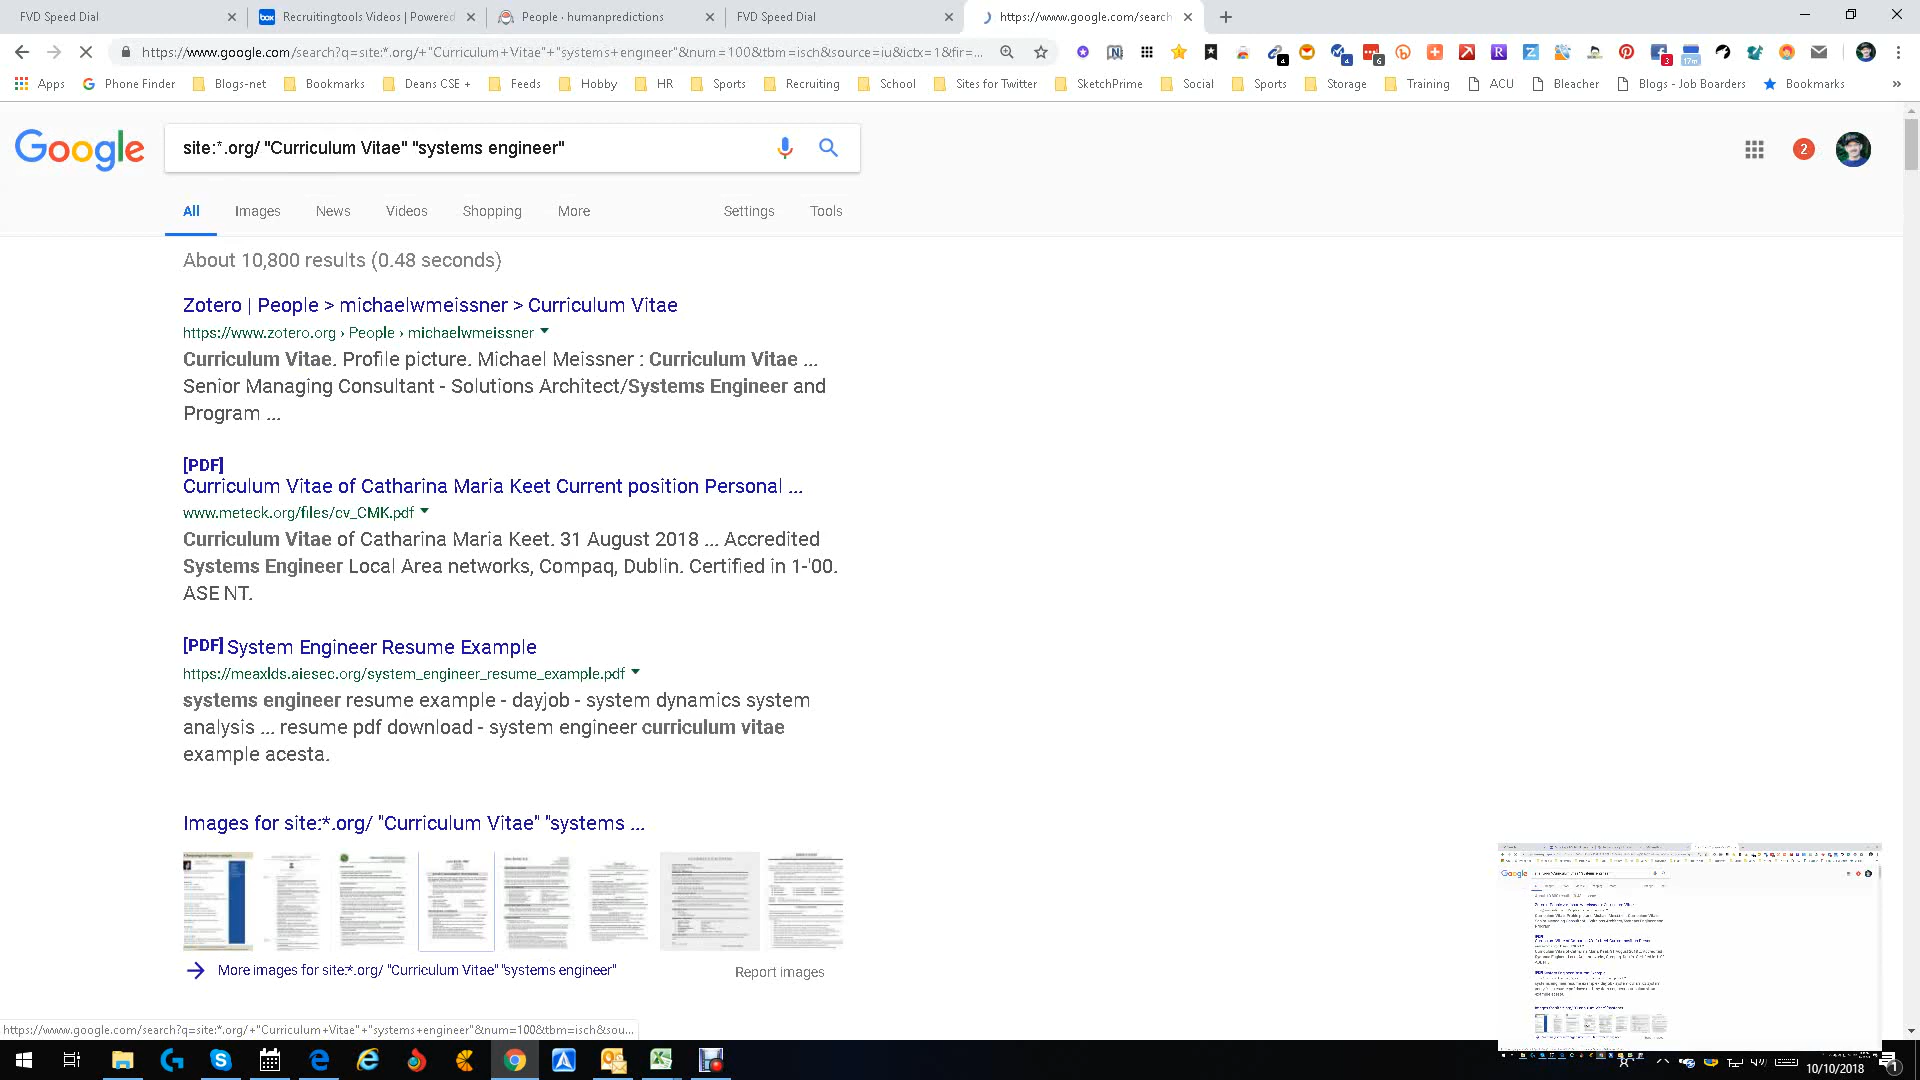 FVD Speed Dial
Recruitingtools Videos | Powered
People · humanpredictions
FVD Speed Dial
https://www.google.com/search
https://www.google.com/search?q=site:*.org/+"Curriculum+Vitae"+"systems+engineer"&num=100&tbm=isch&source=iu&ictx=1&fir=...
Apps
Phone Finder
Blogs-net
Bookmarks
Deans CSE +
Feeds
Hobby
HR
Sports
Recruiting
School
Sites for Twitter
SketchPrime
Social
Sports
Storage
Training
ACU
Bleacher
Blogs - Job Boarders
Bookmarks
»
Google
site:*.org/ "Curriculum Vitae" "systems engineer"
2
All
Images
News
Videos
Shopping
More
Settings
Tools
About 10,800 results (0.48 seconds)
Zotero | People > michaelwmeissner > Curriculum Vitae
https://www.zotero.org › People › michaelwmeissner
Curriculum Vitae. Profile picture. Michael Meissner : Curriculum Vitae ...
Senior Managing Consultant - Solutions Architect/Systems Engineer and
Program ...
[PDF]
Curriculum Vitae of Catharina Maria Keet Current position Personal ...
www.meteck.org/files/cv_CMK.pdf
Curriculum Vitae of Catharina Maria Keet. 31 August 2018 ... Accredited
Systems Engineer Local Area networks, Compaq, Dublin. Certified in 1-'00.
ASE NT.
[PDF] System Engineer Resume Example
https://meaxlds.aiesec.org/system_engineer_resume_example.pdf
systems engineer resume example - dayjob - system dynamics system
analysis ... resume pdf download - system engineer curriculum vitae
example acesta.
Images for site:*.org/ "Curriculum Vitae" "systems ...
More images for site:*.org/ "Curriculum Vitae" "systems engineer"
Report images
https://www.google.com/search?q=site:*.org/+"Curriculum+Vitae"+"systems+engineer"&num=100&tbm=isch&sou...
Google
10/10/2018
1